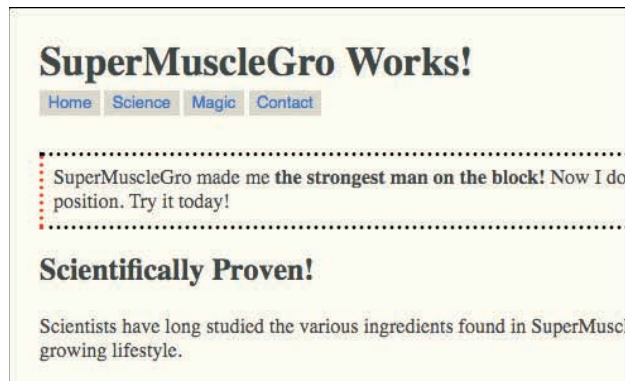 SuperMuscleGro Works!
Home Science Magic Contact
SuperMuscleGro made me the strongest man on the block! Now I do
position. Try it today!
Scientifically Proven!
Scientists have long studied the various ingredients found in SuperMuscl
growing lifestyle.